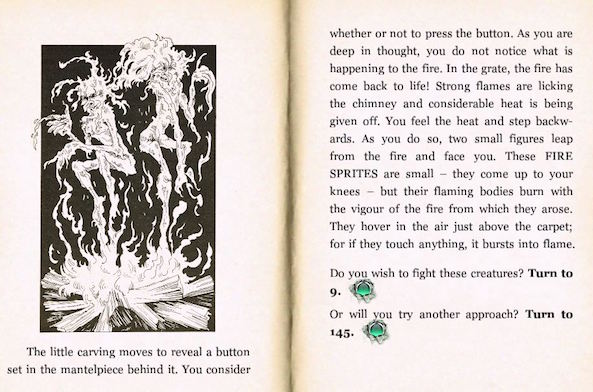 The little carving moves to reveal a button
set in the mantelpiece behind it. You consider
whether or not to press the button. As you are
deep in thought, you do not notice what is
happening to the fire. In the grate, the fire has
come back to life! Strong flames are licking
the chimney and considerable heat is being
given off. You feel the heat and step backw-
ards. As you do so, two small figures leap
from the fire and face you. These FIRE
SPRITES are small – they come up to your
knees – but their flaming bodies burn with
the vigour of the fire from which they arose.
They hover in the air just above the carpet;
for if they touch anything, it bursts into flame.
Do you wish to fight these creatures? Turn to
9.
Or will you try another approach? Turn to
145.